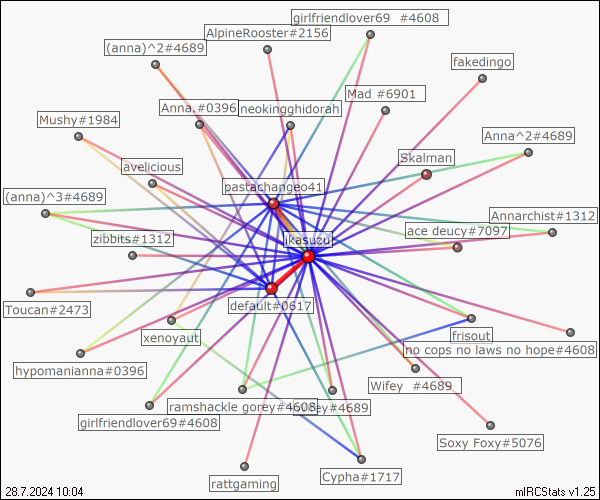 girlfriendlover69 #4608
AlpineRooster#2156
(anna)^2#4689
fakedingo
Mad #6901
Anna.#0396
neokingghidorah
Mushy#1984
Anna^2#4689
Skalman
avelicious
pastachangeo41
(anna)^3#4689
Annarchist#1312
ace deucy#7097
zibbits#1312
ikasuzu
Toucan#2473
default#0617
xenoyaut
frisout
no cops no laws no hope#4608
hypomanianna#0396
Wifey #4689
ramshackle gorey#4608
girlfriendlover69#4608
Soxy Foxy#5076
rattgaming
Cypha#1717
28.7.2024 10:04
mIRCStats v1.25